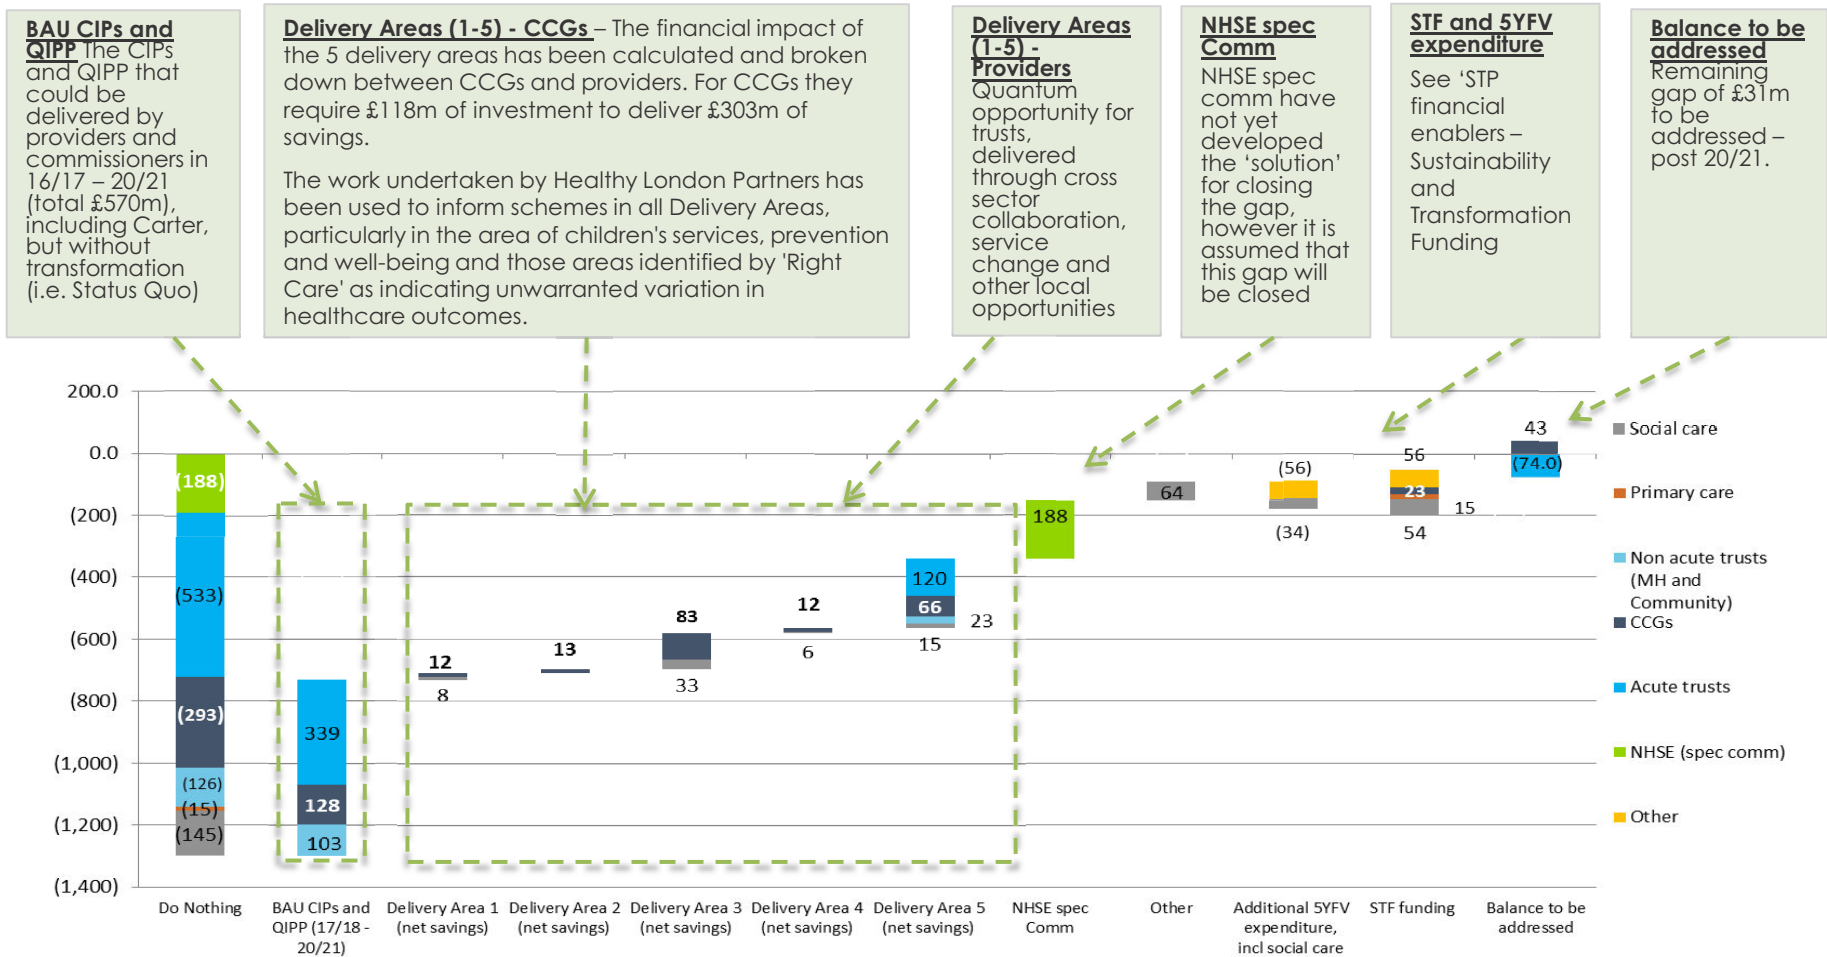 BAU CIPs and
QIPP The CIPs
and QIPP that
could be
delivered by
providers and
commissioners in
16/17 – 20/21
(total £570m),
including Carter,
but without
transformation
(i.e. Status Quo)
Delivery Areas (1-5) - CCGs – The financial impact of
the 5 delivery areas has been calculated and broken
down between CCGs and providers. For CCGs they
require £118m of investment to deliver £303m of
savings.
The work undertaken by Healthy London Partners has
been used to inform schemes in all Delivery Areas,
particularly in the area of children's services, prevention
and well-being and those areas identified by 'Right
Care' as indicating unwarranted variation in
healthcare outcomes.
Delivery Areas
(1-5) -
Providers
Quantum
opportunity for
trusts,
delivered
through cross
sector
collaboration,
service
change and
other local
opportunities
NHSE spec
Comm
NHSE spec
comm have
not yet
developed
the ‘solution’
for closing
the gap,
however it is
assumed that
this gap will
be closed
STF and 5YFV
expenditure
See ‘STP
financial
enablers –
Sustainability
and
Transformation
Funding
Balance to be
addressed
Remaining
gap of £31m
to be
addressed –
post 20/21.
200.0
0.0
(200)
(400)
(600)
(800)
(1,000)
(1,200)
(1,400)
(188)
(533)
(293)
(126)
(15)
(145)
339
128
103
12
8
13
83
33
12
6
120
66
23
15
188
64
(56)
(34)
56
23
15
54
43
(74.0)
Do Nothing
BAU CIPs and
QIPP (17/18 -
20/21)
Delivery Area 1
(net savings)
Delivery Area 2
(net savings)
Delivery Area 3
(net savings)
Delivery Area 4
(net savings)
Delivery Area 5
(net savings)
NHSE spec
Comm
Other
Additional 5YFV
expenditure,
incl social care
STF funding
Balance to be
addressed
Social care
Primary care
Non acute trusts
(MH and
Community)
CCGs
Acute trusts
NHSE (spec comm)
Other